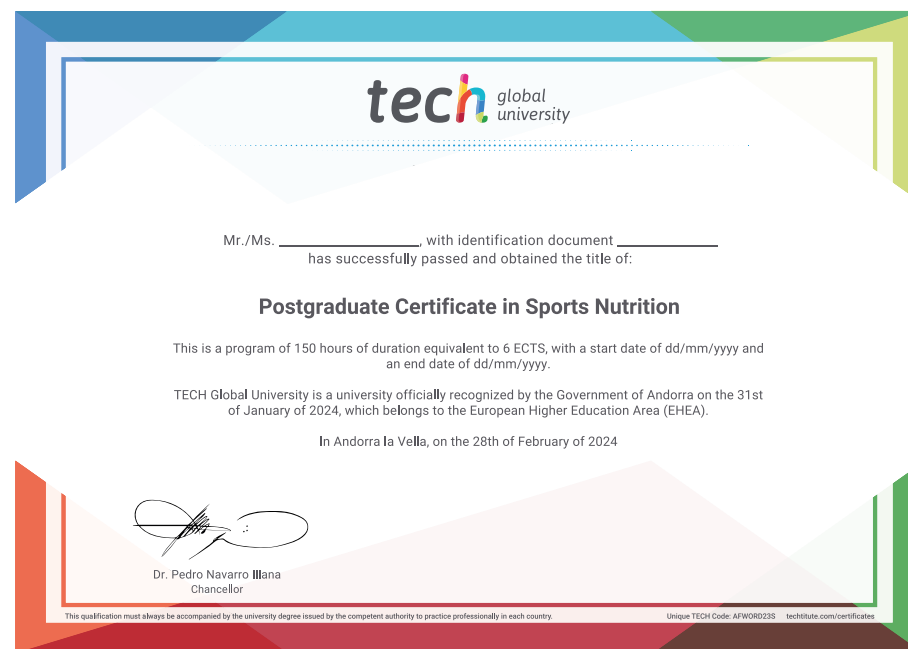 tech global
university
Mr./Ms. ____________, with identification document ____________
has successfully passed and obtained the title of:
Postgraduate Certificate in Sports Nutrition
This is a program of 150 hours of duration equivalent to 6 ECTS, with a start date of dd/mm/yyyy and
an end date of dd/mm/yyyy.
TECH Global University is a university officially recognized by the Government of Andorra on the 31st
of January of 2024, which belongs to the European Higher Education Area (EHEA).
In Andorra la Vella, on the 28th of February of 2024
Dr. Pedro Navarro Illana
Chancellor
This qualification must always be accompanied by the university degree issued by the competent authority to practice professionally in each country. Unique TECH Code: AFWORD23S techtitute.com/certificates